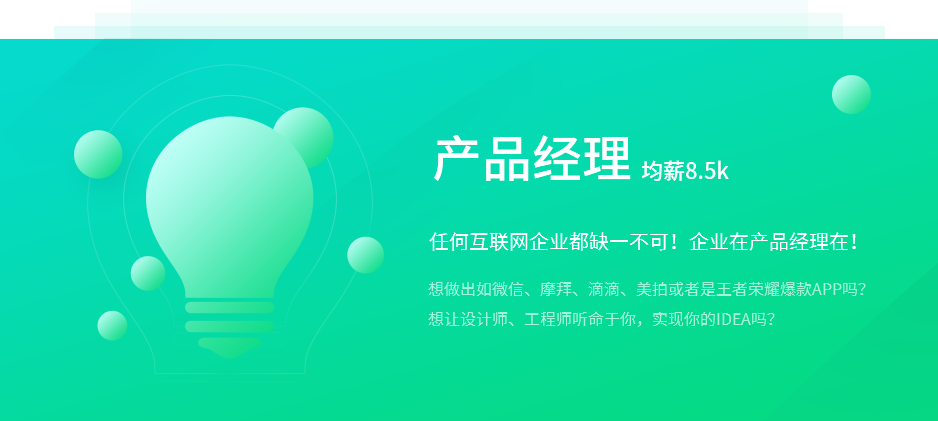 产品经理 均薪8.5k
任何互联网企业都缺一不可！企业在产品经理在！
想做出如微信、摩拜、滴滴、美拍或者是王者荣耀爆款APP吗？
想让设计师、工程师听命于你，实现你的IDEA吗？